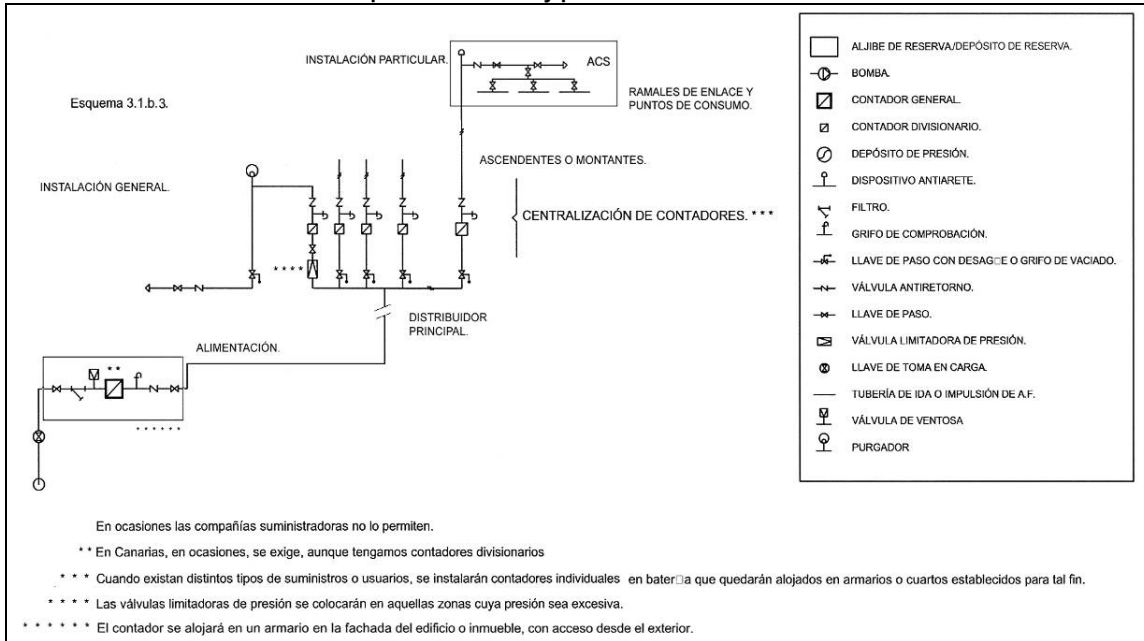 INSTALACIÓN PARTICULAR.
ACS
Esquema 3.1.b.3.
RAMALES DE ENLACE Y
PUNTOS DE CONSUMO.
ASCENDENTES O MONTANTES.
INSTALACIÓN GENERAL.
CENTRALIZACIÓN DE CONTADORES. * * *
* * * *
DISTRIBUIDOR
PRINCIPAL.
ALIMENTACIÓN.
* *
* * * * * *
ALJIBE DE RESERVA/DEPÓSITO DE RESERVA.
BOMBA.
CONTADOR GENERAL.
CONTADOR DIVISIONARIO.
DEPÓSITO DE PRESIÓN.
DISPOSITIVO ANTIARETE.
FILTRO.
GRIFO DE COMPROBACIÓN.
LLAVE DE PASO CON DESAG□E O GRIFO DE VACIADO.
VÁLVULA ANTIRETORNO.
LLAVE DE PASO.
VÁLVULA LIMITADORA DE PRESIÓN.
LLAVE DE TOMA EN CARGA.
TUBERÍA DE IDA O IMPULSIÓN DE A.F.
VÁLVULA DE VENTOSA
PURGADOR
En ocasiones las compañías suministradoras no lo permiten.
* * En Canarias, en ocasiones, se exige, aunque tengamos contadores divisionarios
* * * Cuando existan distintos tipos de suministros o usuarios, se instalarán contadores individuales en bater□a que quedarán alojados en armarios o cuartos establecidos para tal fin.
* * * * Las válvulas limitadoras de presión se colocarán en aquellas zonas cuya presión sea excesiva.
* * * * * * El contador se alojará en un armario en la fachada del edificio o inmueble, con acceso desde el exterior.